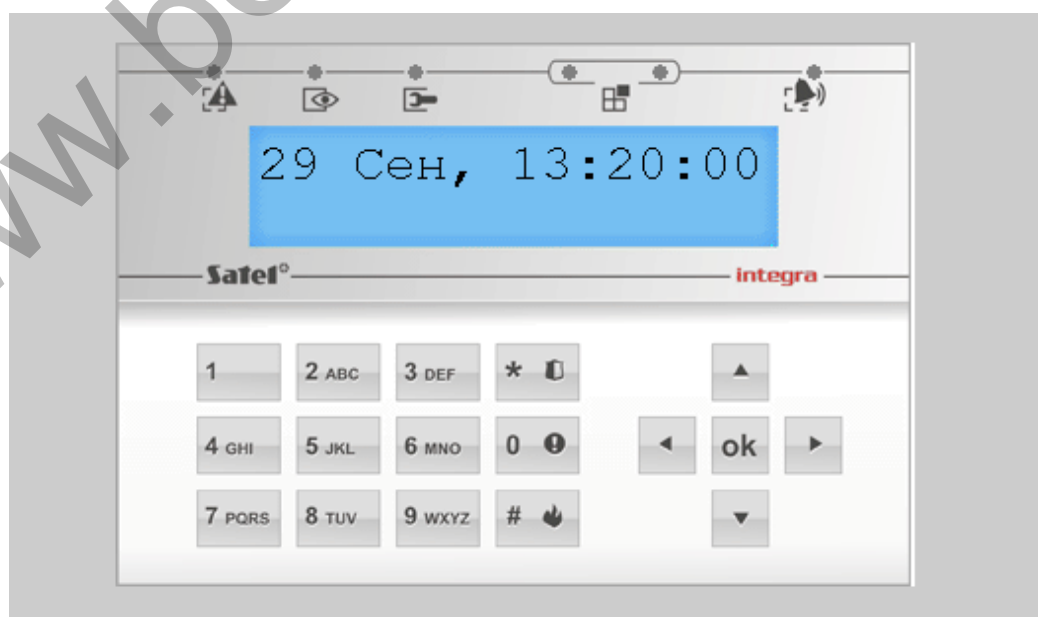 29 Сен, 13:20:00
Satel
integra
1
2 ABC
3 DEF
*
4 GHI
5 JKL
6 MNO
0
ok
7 PQRS
8 TUV
9 WXYZ
#